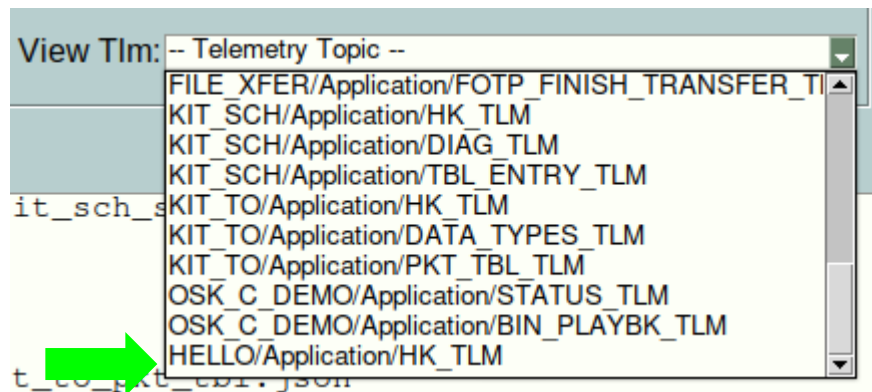 View Tlm: -- Telemetry Topic --
FILE_XFER/Application/FOTP_FINISH_TRANSFER_
KIT_SCH/Application/HK_TLM
KIT_SCH/Application/DIAG_TLM
KIT_SCH/Application/TBL_ENTRY_TLM
it_sch_s
KIT_TO/Application/HK_TLM
KIT_TO/Application/DATA_TYPES_TLM
KIT_TO/Application/PKT_TBL_TLM
OSK_C_DEMO/Application/STATUS_TLM
OSK_C_DEMO/Application/BIN_PLAYBK_TLM
HELLO/Application/HK_TLM
t_to_pkt_tbl.json